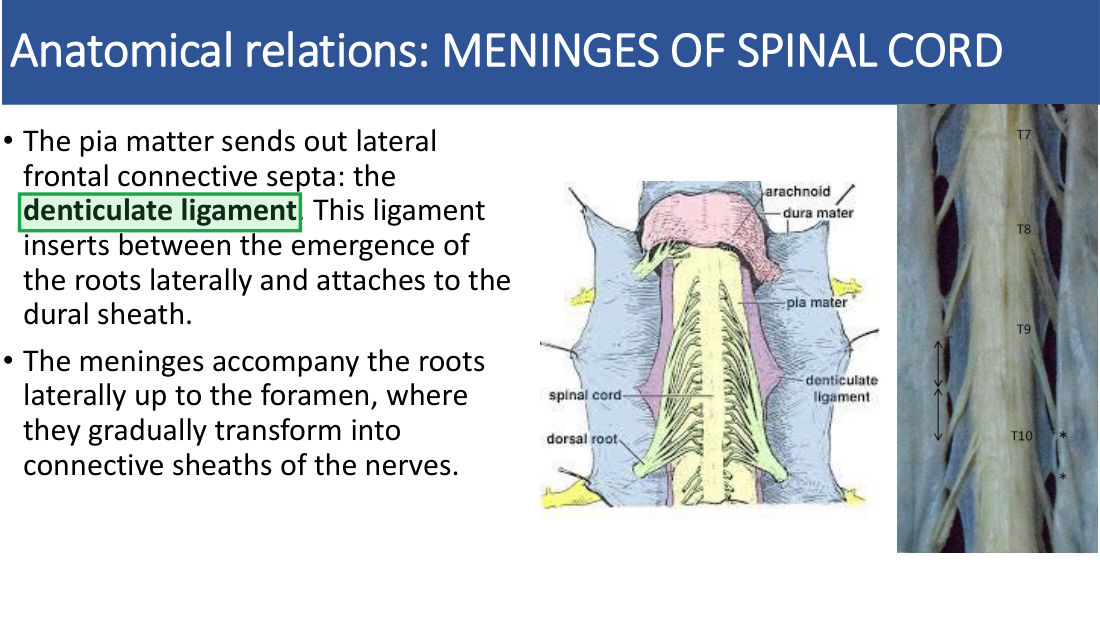 Anatomical relations: MENINGES OF SPINAL CORD
• The pia matter sends out lateral
frontal connective septa: the
denticulate ligament. This ligament
inserts between the emergence of
the roots laterally and attaches to the
dural sheath.
• The meninges accompany the roots
laterally up to the foramen, where
they gradually transform into
connective sheaths of the nerves.
arachnoid
dura mater
pia mater
denticulate
ligament
spinal cord
dorsal root
T7
T8
T9
T10 *
*